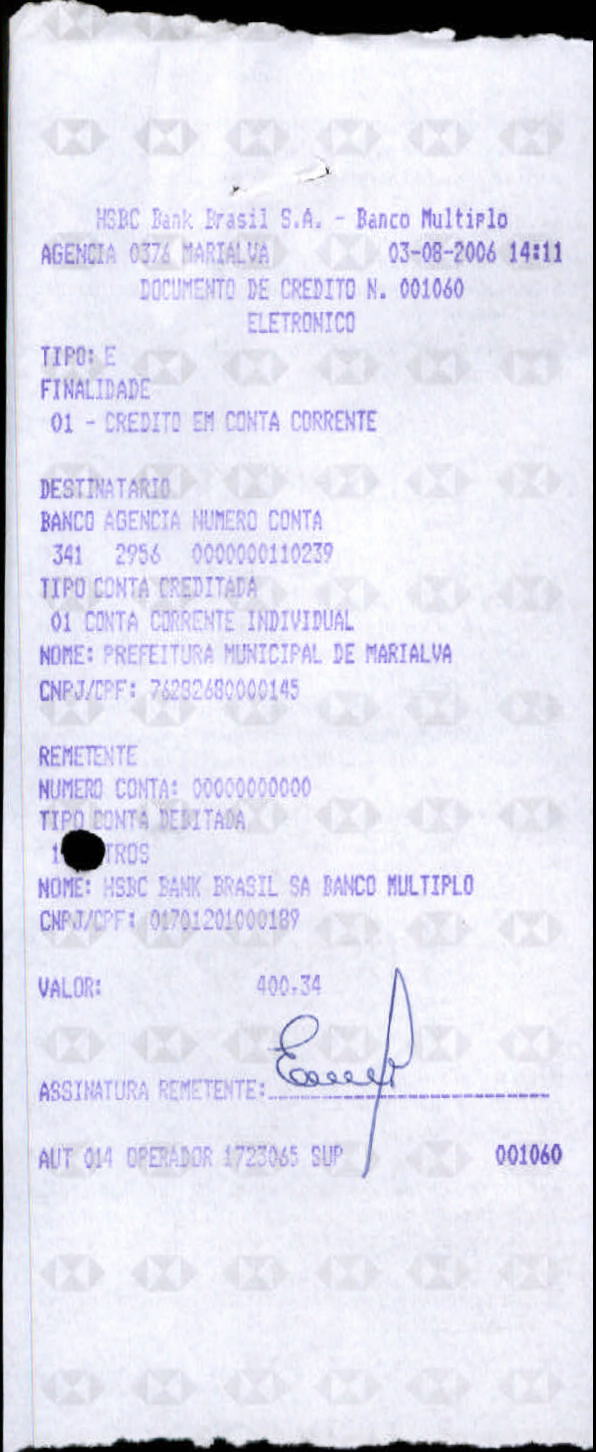 HSBC Bank Brasil S.A. - Banco Multiplo
AGENCIA 0376 MARIALVA 03-08-2006 14:11
DOCUMENTO DE CREDITO N. 001060
ELETRONICO
TIPO: E
FINALIDADE
01 - CREDITO EM CONTA CORRENTE
DESTINATARIO
BANCO AGENCIA NUMERO CONTA
341 2956 0000000110239
TIPO CONTA CREDITADA
01 CONTA CORRENTE INDIVIDUAL
NOME: PREFEITURA MUNICIPAL DE MARIALVA
CNPJ/CPF: 76282680000145
REMETENTE
NUMERO CONTA: 00000000000
TIPO CONTA DEBITADA
NOME: HSBC BANK BRASIL SA BANCO MULTIPLO
CNPJ/CPF: 01701201000189
VALOR: 400.34
ASSINATURA REMETENTE:
AUT 014 OPERADOR 1723065 SUP 001060